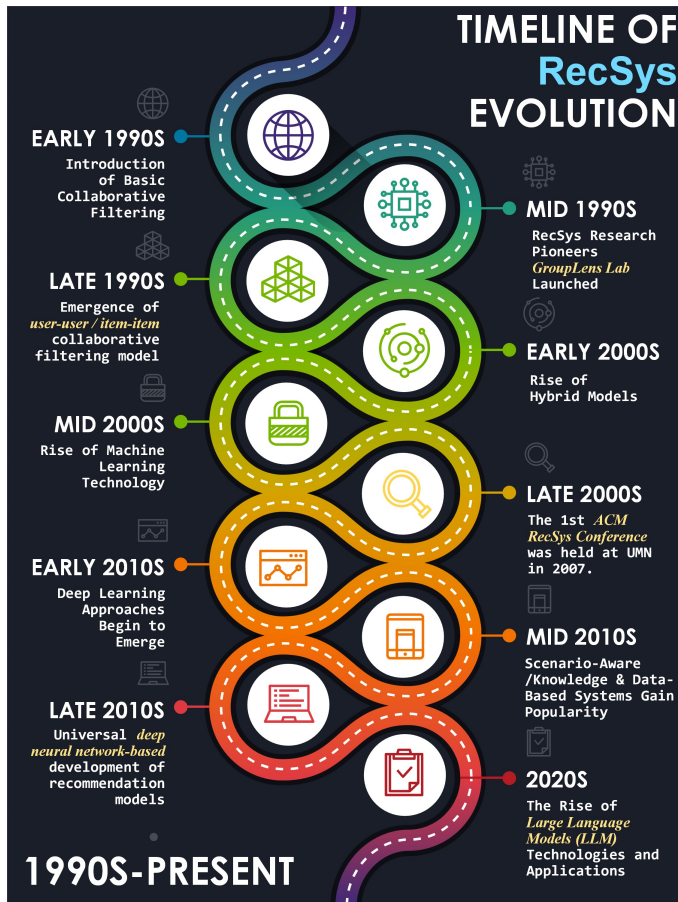 TIMELINE OF
RecSys
EVOLUTION
EARLY 1990S
Introduction
of Basic
Collaborative
Filtering
MID 1990S
RecSys Research
Pioneers
GroupLens Lab
Launched
LATE 1990S
Emergence of
user-user / item-item
collaborative
filtering model
EARLY 2000S
Rise of
Hybrid Models
MID 2000S
Rise of Machine
Learning
Technology
LATE 2000S
The 1st ACM
RecSys Conference
was held at UMN
in 2007.
EARLY 2010S
Deep Learning
Approaches
Begin to
Emerge
MID 2010S
Scenario-Aware
/Knowledge & Data-
Based Systems Gain
Popularity
LATE 2010S
Universal deep
neural network-based
development of
recommendation
models
2020S
The Rise of
Large Language
Models (LLM)
Technologies and
Applications
1990S-PRESENT